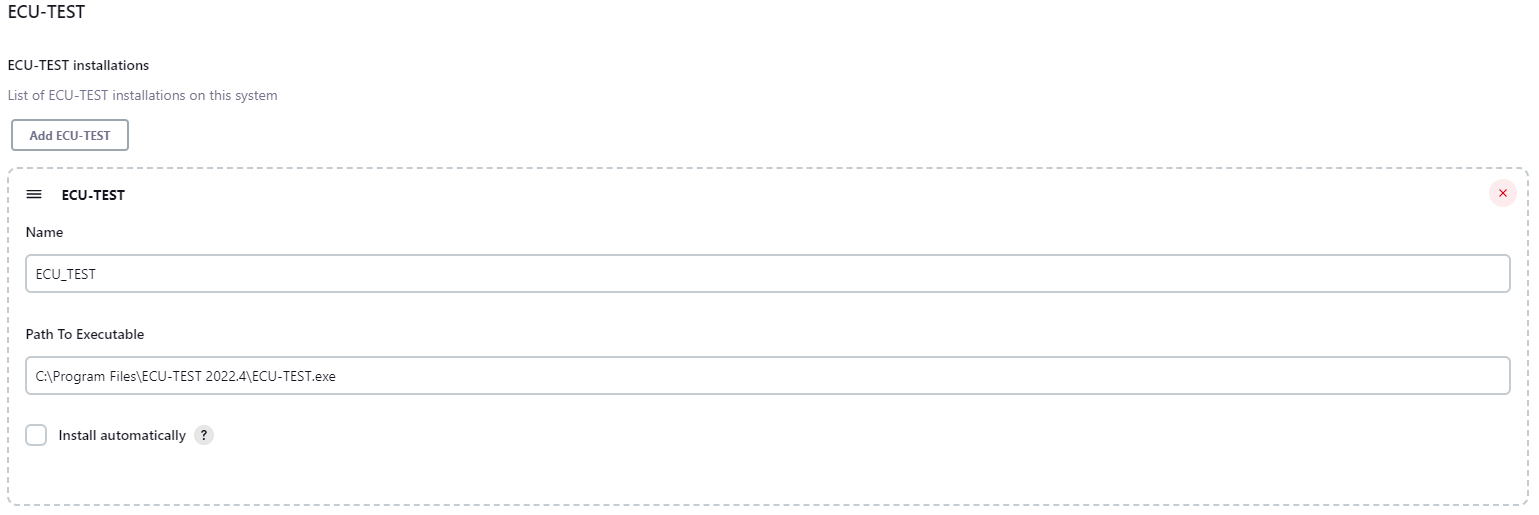 ECU-TEST
ECU-TEST installations
List of ECU-TEST installations on this system
Add ECU-TEST
ECU-TEST
Name
ECU_TEST
Path To Executable
C:\Program Files\ECU-TEST 2022.4\ECU-TEST.exe
Install automatically ?